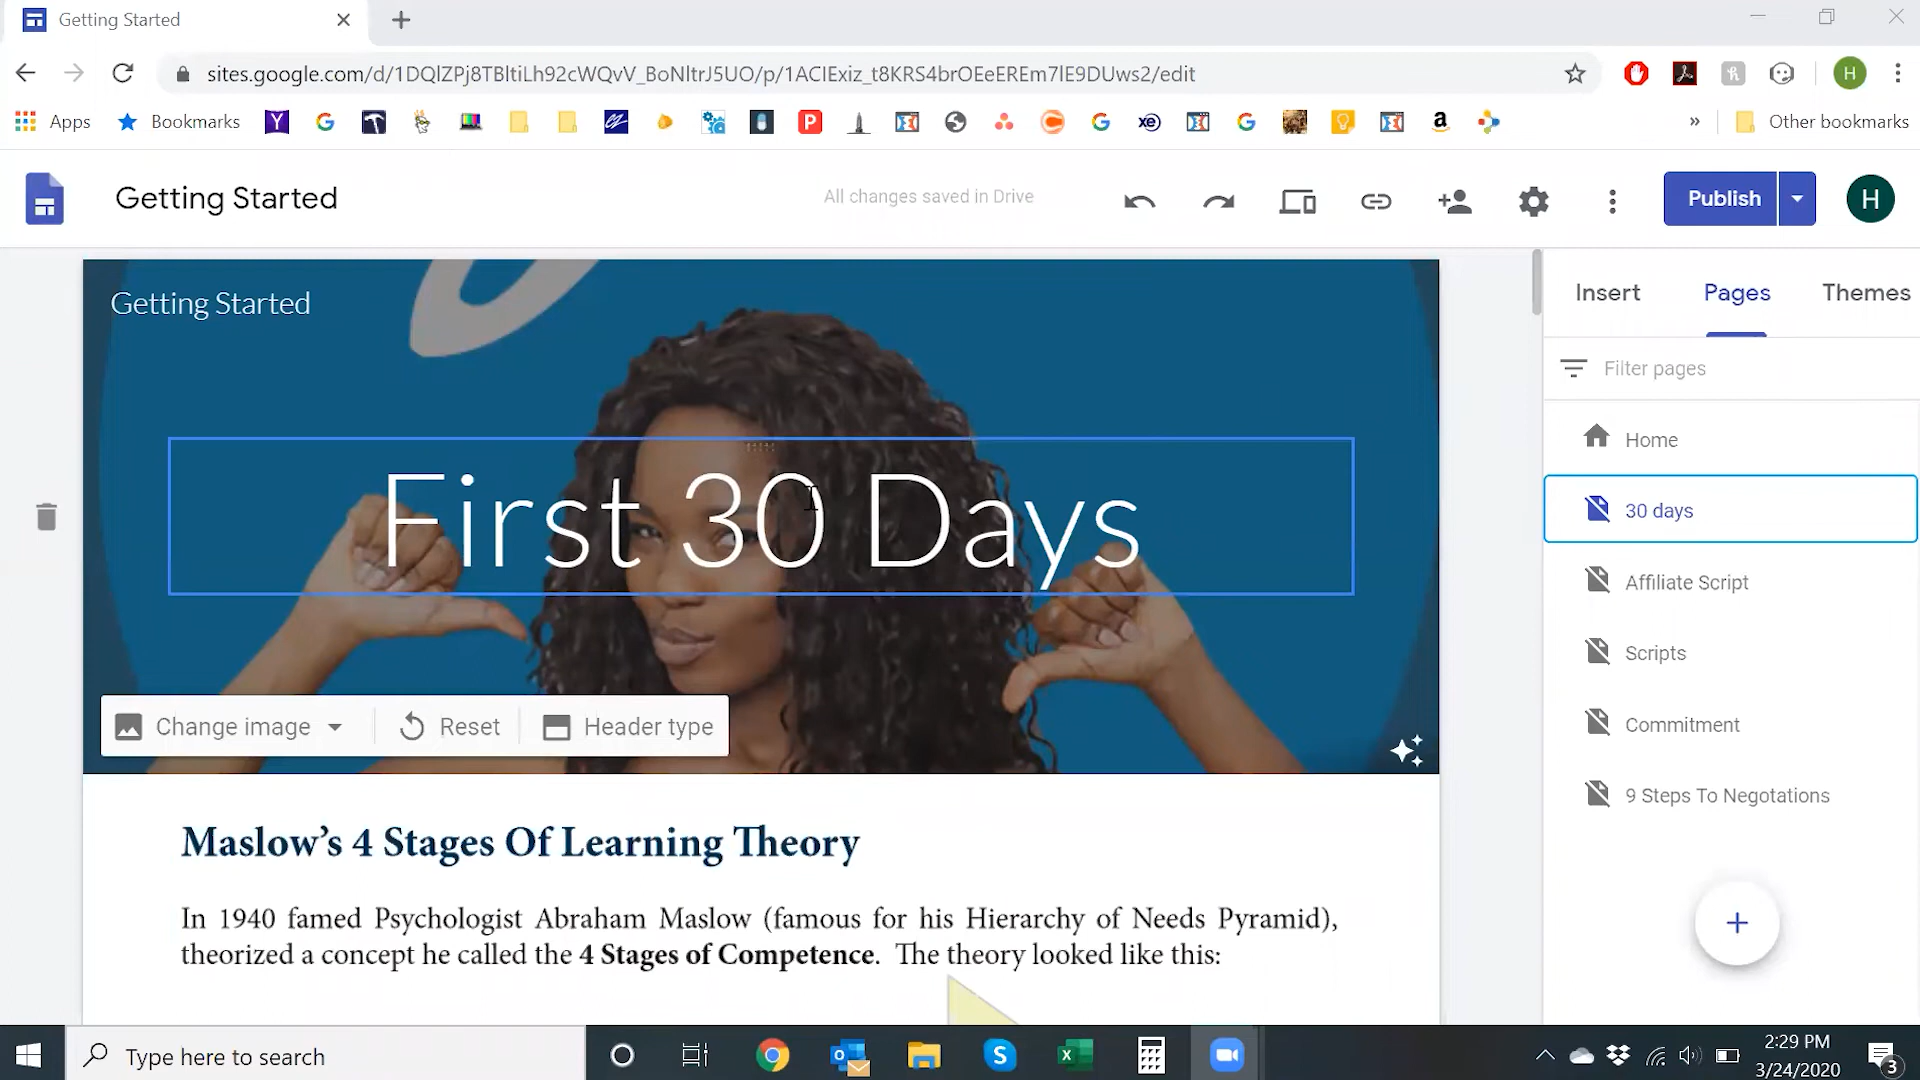 Getting Started
sites.google.com/d/1DQlZPj8TBltiLh92cWQvV_BoNltrJ5UO/p/1ACIExiz_t8KRS4brOEeEREm7lE9DUws2/edit
H
Apps
Bookmarks
Other bookmarks
Getting Started
All changes saved in Drive
Publish
H
Getting Started
First 30 Days
Change image
Reset
Header type
Maslow’s 4 Stages Of Learning Theory
In 1940 famed Psychologist Abraham Maslow (famous for his Hierarchy of Needs Pyramid),
theorized a concept he called the 4 Stages of Competence. The theory looked like this:
Insert
Pages
Themes
Filter pages
Home
30 days
Affiliate Script
Scripts
Commitment
9 Steps To Negotations
Type here to search
2:29 PM
3/24/2020
3